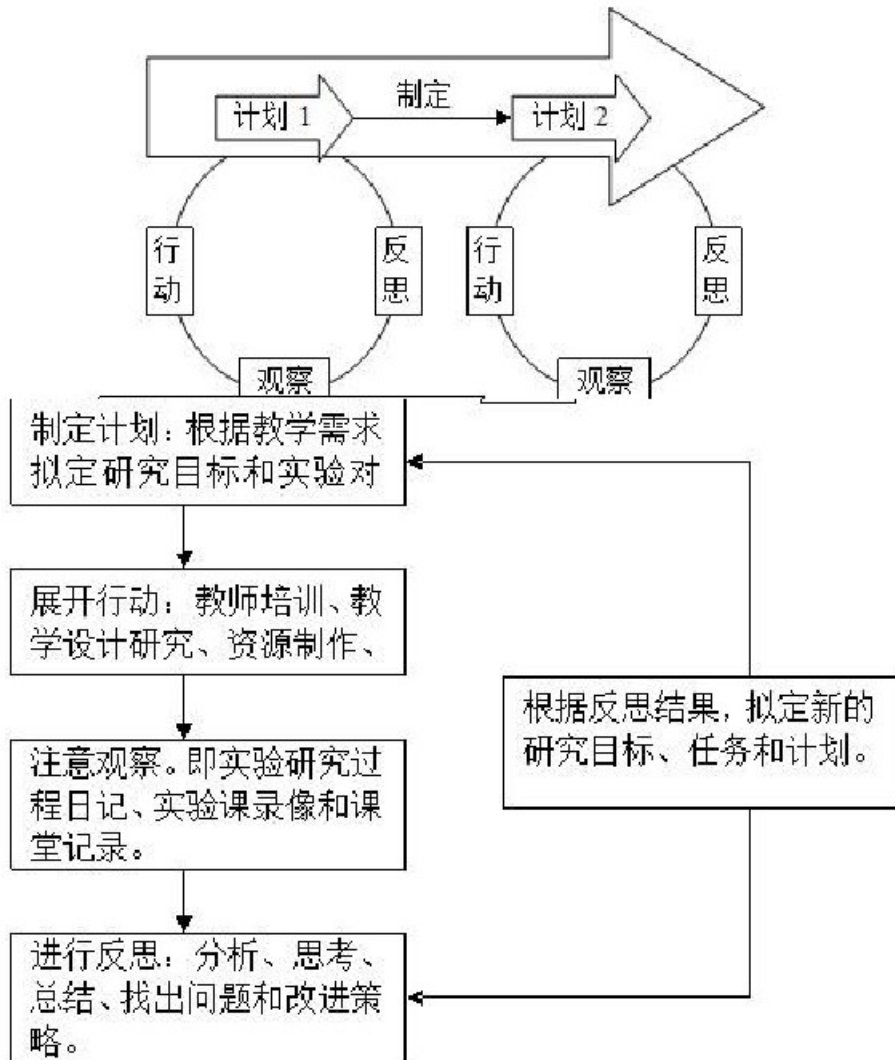 制定
计划 1
计划 2
行动
反思
行动
反思
观察
观察
制定计划：根据教学需求
拟定研究目标和实验对
展开行动：教师培训、教
学设计研究、资源制作、
根据反思结果，拟定新的
研究目标、任务和计划。
注意观察。即实验研究过
程日记、实验课录像和课
堂记录。
进行反思：分析、思考、
总结、找出问题和改进策
略。